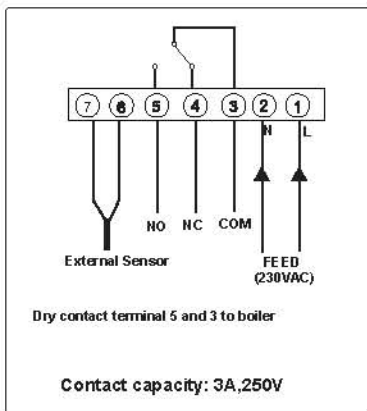 7 6 5 4 3 2 1
N L
NO NC COM
External Sensor
FEED
(230VAC)
Dry contact terminal 5 and 3 to boiler
Contact capacity: 3A,250V